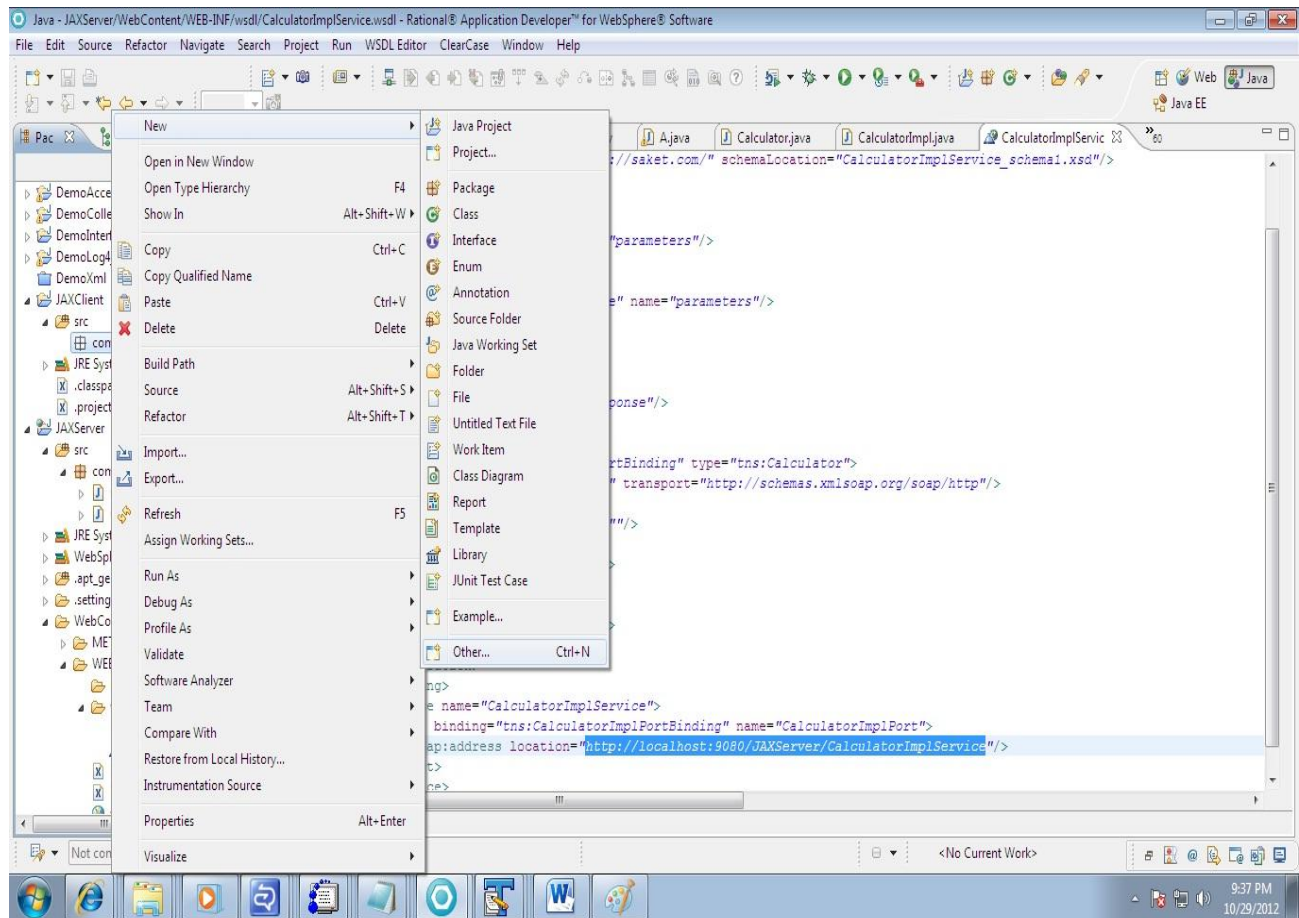 Java - JAXServer/WebContent/WEB-INF/wsdl/CalculatorImplService.wsdl - Rational® Application Developer™ for WebSphere® Software
File Edit Source Refactor Navigate Search Project Run WSDL Editor ClearCase Window Help
Web
Java
Java EE
Pac
A.java
Calculator.java
CalculatorImpl.java
CalculatorImplServic
»60
DemoAcce
DemoColle
DemoInterf
DemoLog4
DemoXml
JAXClient
src
com
JRE Syst
.classpa
.project
JAXServer
src
com
JRE Syst
WebSpl
.apt_ge
.setting
WebCo
MET
WEB
New
Open in New Window
Open Type Hierarchy F4
Show In Alt+Shift+W
Copy Ctrl+C
Copy Qualified Name
Paste Ctrl+V
Delete Delete
Build Path
Source Alt+Shift+S
Refactor Alt+Shift+T
Import...
Export...
Refresh F5
Assign Working Sets...
Run As
Debug As
Profile As
Validate
Software Analyzer
Team
Compare With
Restore from Local History...
Instrumentation Source
Properties Alt+Enter
Visualize
Java Project
Project...
Package
Class
Interface
Enum
Annotation
Source Folder
Java Working Set
Folder
File
Untitled Text File
Work Item
Class Diagram
Report
Template
Library
JUnit Test Case
Example...
Other... Ctrl+N
://saket.com/" schemaLocation="CalculatorImplService_schema1.xsd"/>
"parameters"/>
e" name="parameters"/>
ponse"/>
rtBinding" type="tns:Calculator">
" transport="http://schemas.xmlsoap.org/soap/http"/>
""/>
>
>
ng>
e name="CalculatorImplService">
binding="tns:CalculatorImplPortBinding" name="CalculatorImplPort">
ap:address location="http://localhost:9080/JAXServer/CalculatorImplService"/>
t>
ce>
Not con
<No Current Work>
9:37 PM
10/29/2012